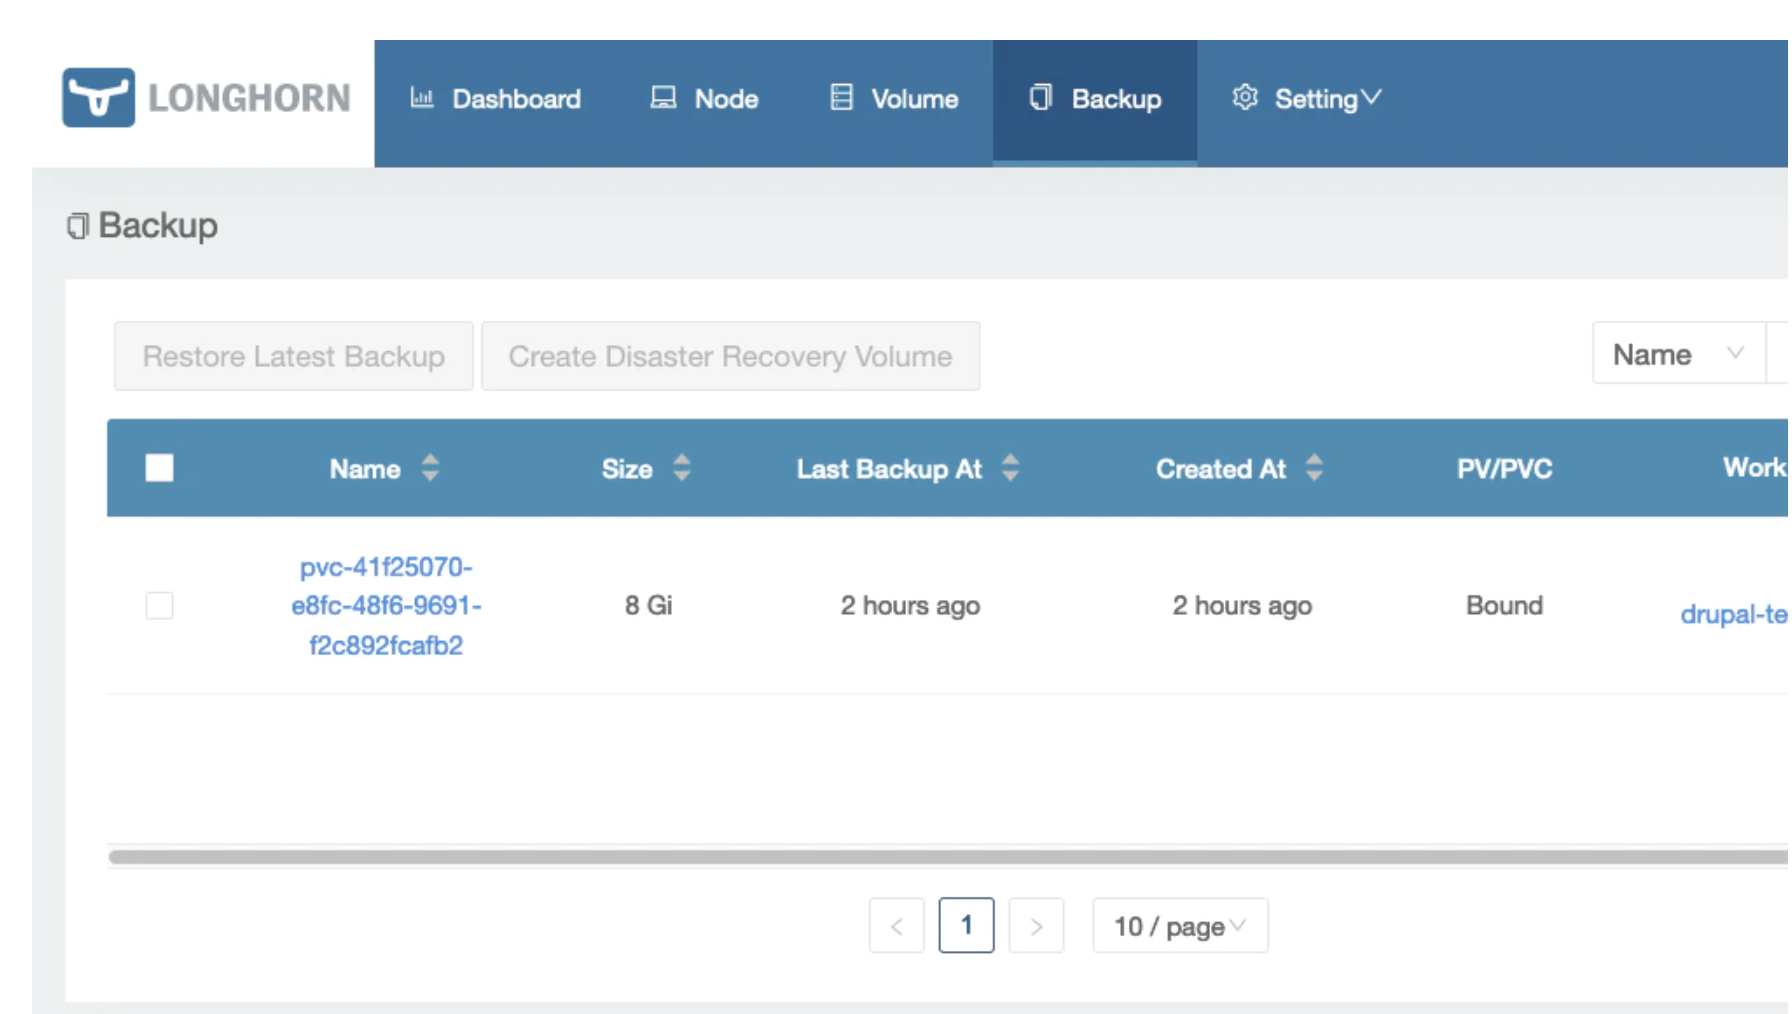 LONGHORN
Dashboard
Node
Volume
Backup
Setting
Backup
Restore Latest Backup
Create Disaster Recovery Volume
Name
Name
Size
Last Backup At
Created At
PV/PVC
Work
pvc-41f25070-
e8fc-48f6-9691-
f2c892fcafb2
8 Gi
2 hours ago
2 hours ago
Bound
drupal-te
<
1
>
10 / page